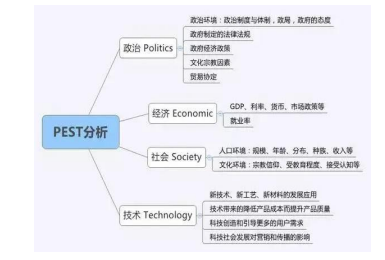 PEST分析
政治 Politics
政治环境：政治制度与体制，政局，政府的态度
政府制定的法律法规
政府经济政策
文化宗教因素
贸易协定
经济 Economic
GDP、利率、货币、市场政策等
就业率
社会 Society
人口环境：规模、年龄、分布、种族、收入等
文化环境：宗教信仰、受教育程度、接受认知等
技术 Technology
新技术、新工艺、新材料的发展应用
技术带来的降低产品成本而提升产品质量
科技创造和引导更多的用户需求
科技社会发展对营销和传播的影响